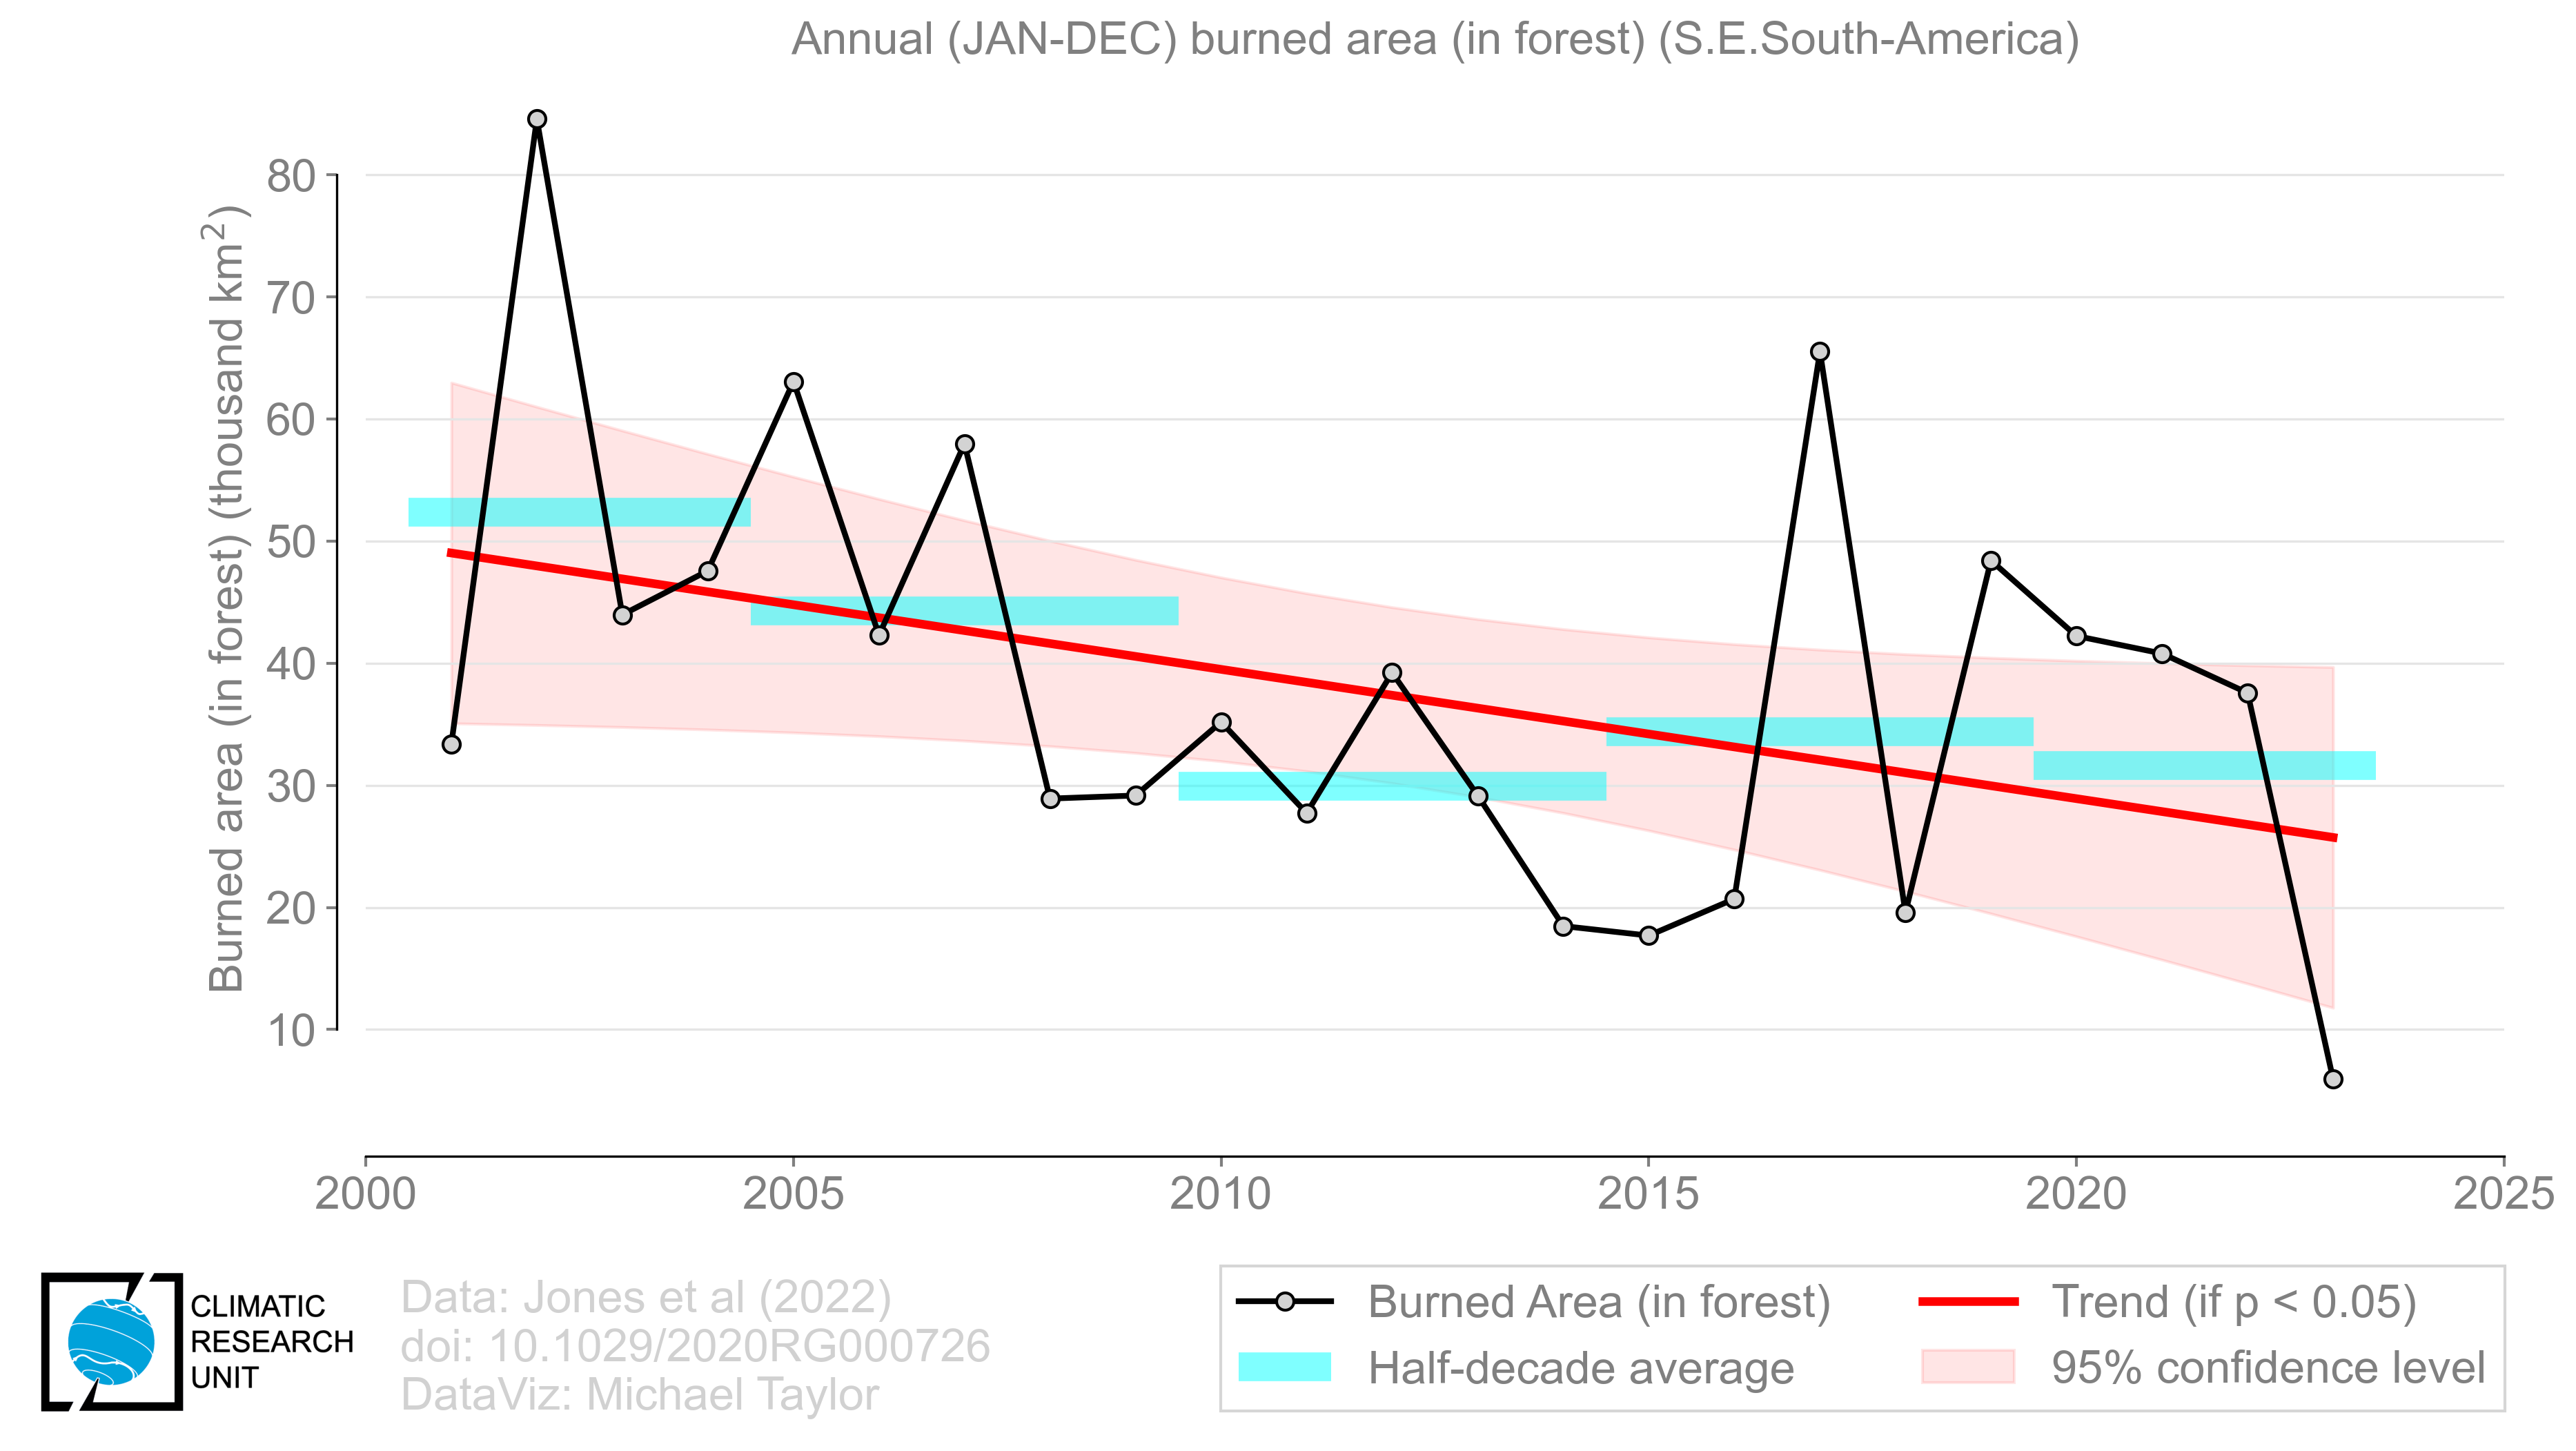 Annual (JAN-DEC) burned area (in forest) (S.E.South-America)
Burned area (in forest) (thousand km²)
80
70
60
50
40
30
20
10
2000 2005 2010 2015 2020 2025
CLIMATIC
RESEARCH
UNIT
Data: Jones et al (2022)
doi: 10.1029/2020RG000726
DataViz: Michael Taylor
Burned Area (in forest)
Half-decade average
Trend (if p < 0.05)
95% confidence level